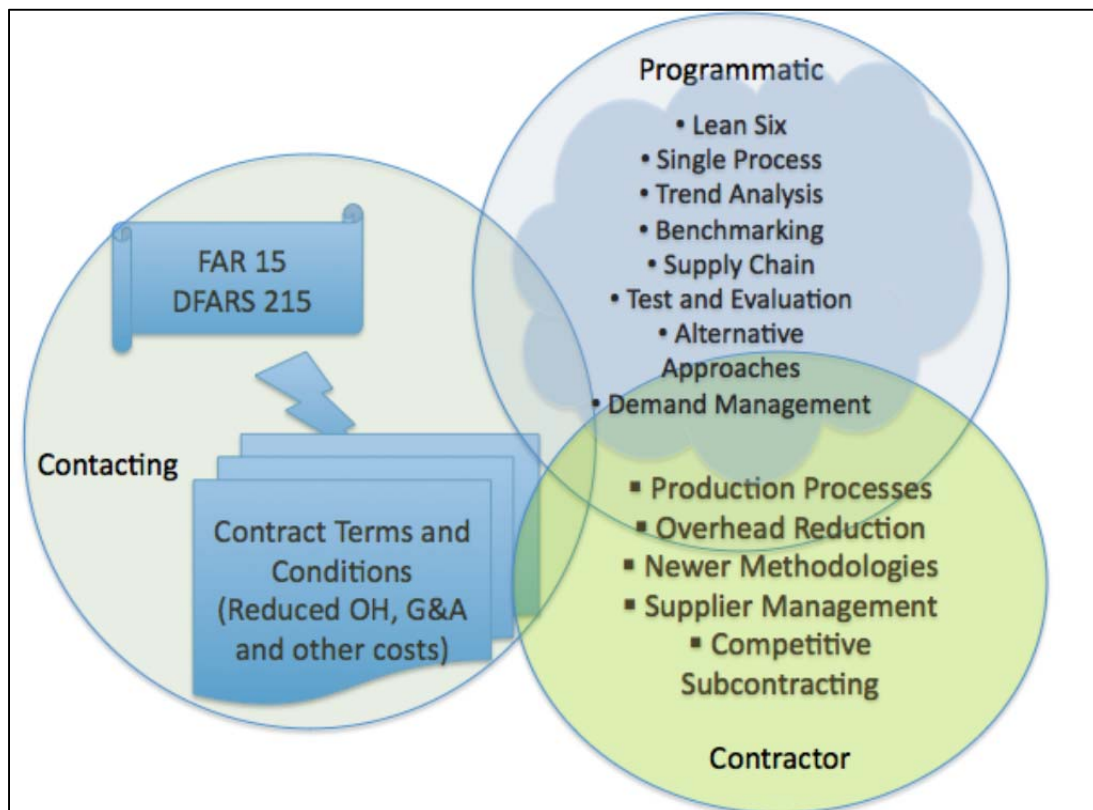 Programmatic
• Lean Six
• Single Process
• Trend Analysis
• Benchmarking
• Supply Chain
• Test and Evaluation
• Alternative
Approaches
• Demand Management
FAR 15
DFARS 215
Contacting
Contract Terms and
Conditions
(Reduced OH, G&A
and other costs)
▪ Production Processes
▪ Overhead Reduction
▪ Newer Methodologies
▪ Supplier Management
▪ Competitive
Subcontracting
Contractor